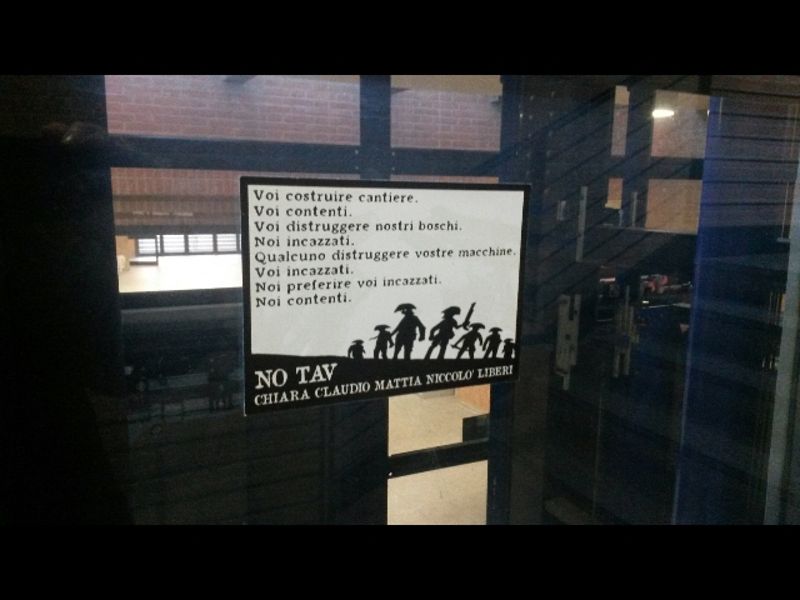 Voi costruire cantiere.
Voi contenti.
Voi distruggere nostri boschi.
Noi incazzati.
Qualcuno distruggere vostre macchine.
Voi incazzati.
Noi preferire voi incazzati.
Noi contenti.
NO TAV
CHIARA CLAUDIO MATTIA NICCOLO' LIBERI